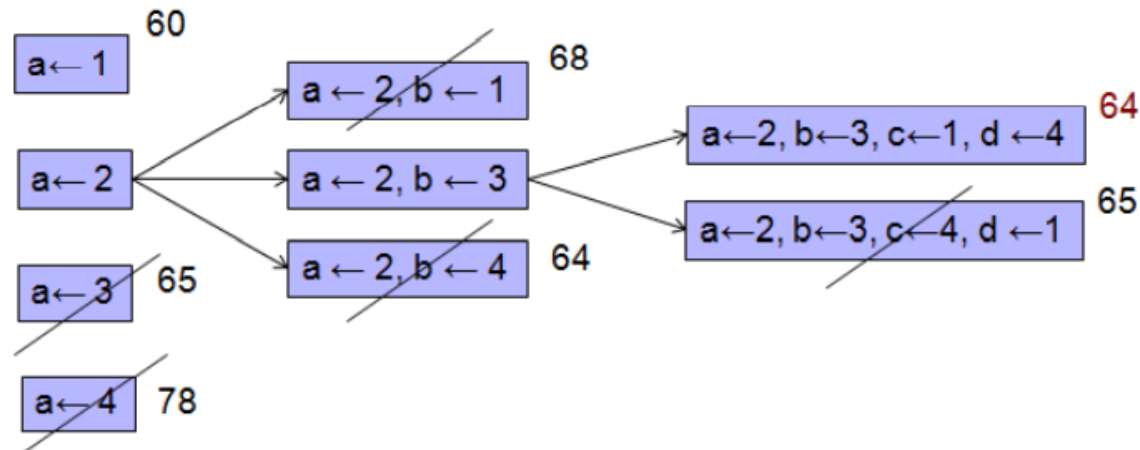 60
a← 1
68
a ← 2, b ← 1
64
a←2, b←3, c←1, d ←4
a← 2
a ← 2, b ← 3
65
a←2, b←3, c←4, d ←1
a ← 2, b ← 4
64
a← 3
65
a← 4
78